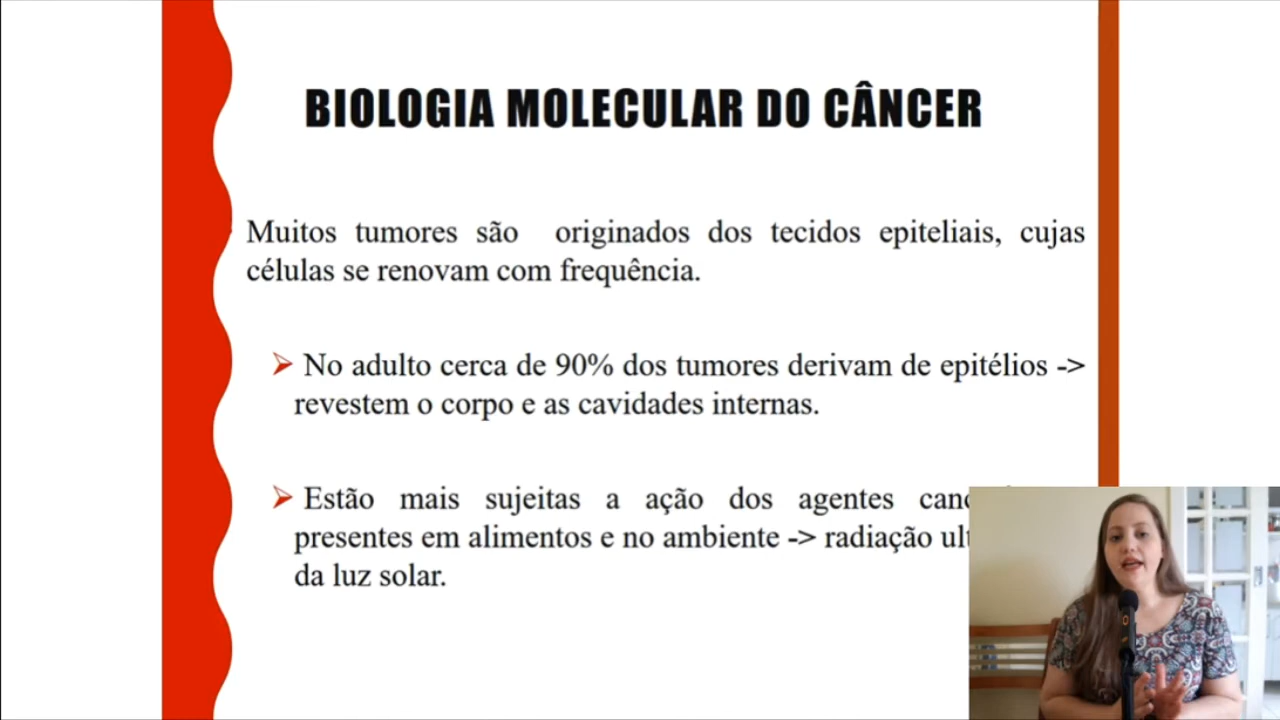 BIOLOGIA MOLECULAR DO CÂNCER
Muitos tumores são originados dos tecidos epiteliais, cujas
células se renovam com frequência.
No adulto cerca de 90% dos tumores derivam de epitélios ->
revestem o corpo e as cavidades internas.
Estão mais sujeitas a ação dos agentes
presentes em alimentos e no ambiente -> radiação
da luz solar.